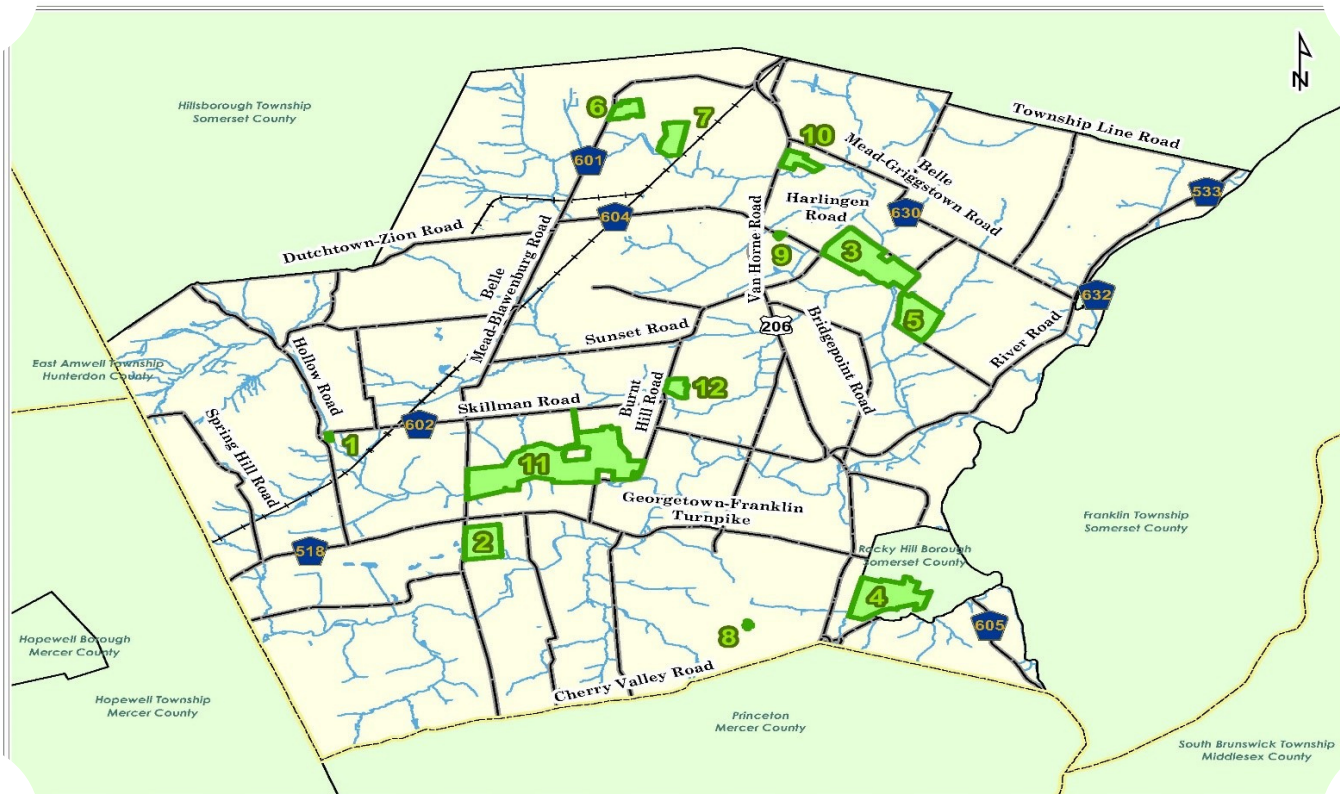 N
Hillsborough Township
Somerset County
6
7
10
Township Line Road
601
Belle
Mead-Griggstown Road
533
604
Harlingen
Road
630
Dutchtown-Zion Road
Belle
Mead-Blawenburg Road
Van Horne Road
9
3
632
5
206
Sunset Road
Bridgepoint Road
River Road
East Amwell Township
Hunterdon County
Hollow Road
12
Burnt
Hill Road
Skillman Road
602
1
Spring Hill Road
11
Georgetown-Franklin
Turnpike
Franklin Township
Somerset County
518
2
Rocky Hill Borough
Somerset County
4
605
8
Hopewell Borough
Mercer County
Cherry Valley Road
Hopewell Township
Mercer County
Princeton
Mercer County
South Brunswick Township
Middlesex County